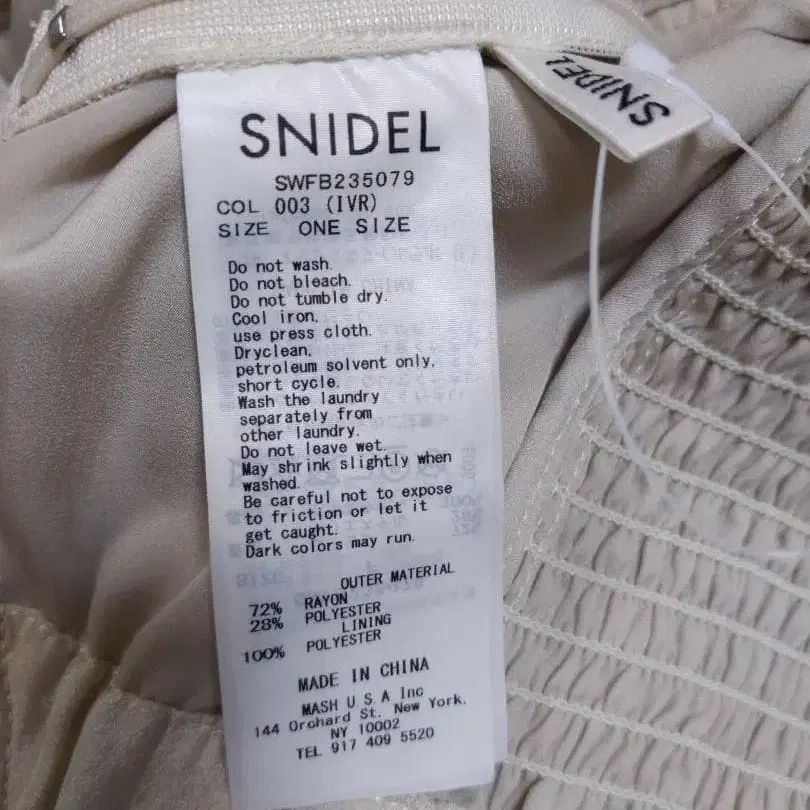 SNIDEL
SNIDEL
SWFB235079
COL 003 (IVR)
SIZE ONE SIZE
Do not wash.
Do not bleach.
Do not tumble dry.
Cool iron.
use press cloth.
Dryclean.
petroleum solvent only.
short cycle.
Wash the laundry
separately from
other laundry.
Do not leave wet.
May shrink slightly when
washed.
Be careful not to expose
to friction or let it
get caught.
Dark colors may run.
OUTER MATERIAL
72% RAYON
28% POLYESTER
LINING
100% POLYESTER
MADE IN CHINA
MASH U.S.A Inc
144 Orchard St. New York.
NY 10002
TEL 917 409 5520